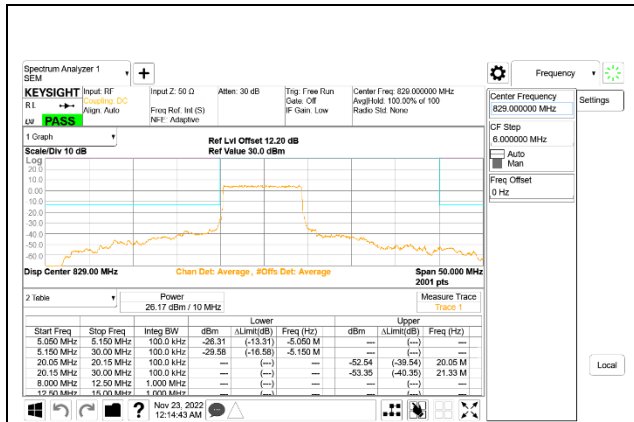 Spectrum Analyzer 1
SEM
Frequency
KEYSIGHT Input: RF Input Z: 50 Ω Atten: 30 dB Trig: Free Run Center Freq: 829.000000 MHz
Coupling: DC Gate: Off Avg|Hold: 100.00% of 100
R L Align: Auto Freq Ref: Int (S) IF Gain: Low Radio Std: None
PASS NFE: Adaptive
Center Frequency
829.000000 MHz
Settings
CF Step
6.000000 MHz
Auto
Man
Freq Offset
0 Hz
1 Graph
Ref Lvl Offset 12.20 dB
Scale/Div 10 dB Ref Value 30.0 dBm
Log
20.0
10.0
0.00
-10.0
-20.0
-30.0
-40.0
-50.0
-60.0
Disp Center 829.00 MHz Chan Det: Average , #Offs Det: Average Span 50.000 MHz
2001 pts
2 Table Power Measure Trace
26.17 dBm / 10 MHz Trace 1
Lower Upper
Start Freq Stop Freq Integ BW dBm ΔLimit(dB) Freq (Hz) dBm ΔLimit(dB) Freq (Hz)
5.050 MHz 5.150 MHz 100.0 kHz -26.31 (-13.31) -5.050 M --- (---) ---
5.150 MHz 30.00 MHz 100.0 kHz -29.58 (-16.58) -5.150 M --- (---) ---
20.05 MHz 20.15 MHz 100.0 kHz --- (---) --- -52.54 (-39.54) 20.05 M
20.15 MHz 30.00 MHz 100.0 kHz --- (---) --- -53.35 (-40.35) 21.33 M
8.000 MHz 12.50 MHz 1.000 MHz --- (---) --- --- (---) ---
12.50 MHz 15.00 MHz 1.000 MHz --- (---) --- --- (---) ---
Local
Nov 23, 2022
12:14:43 AM